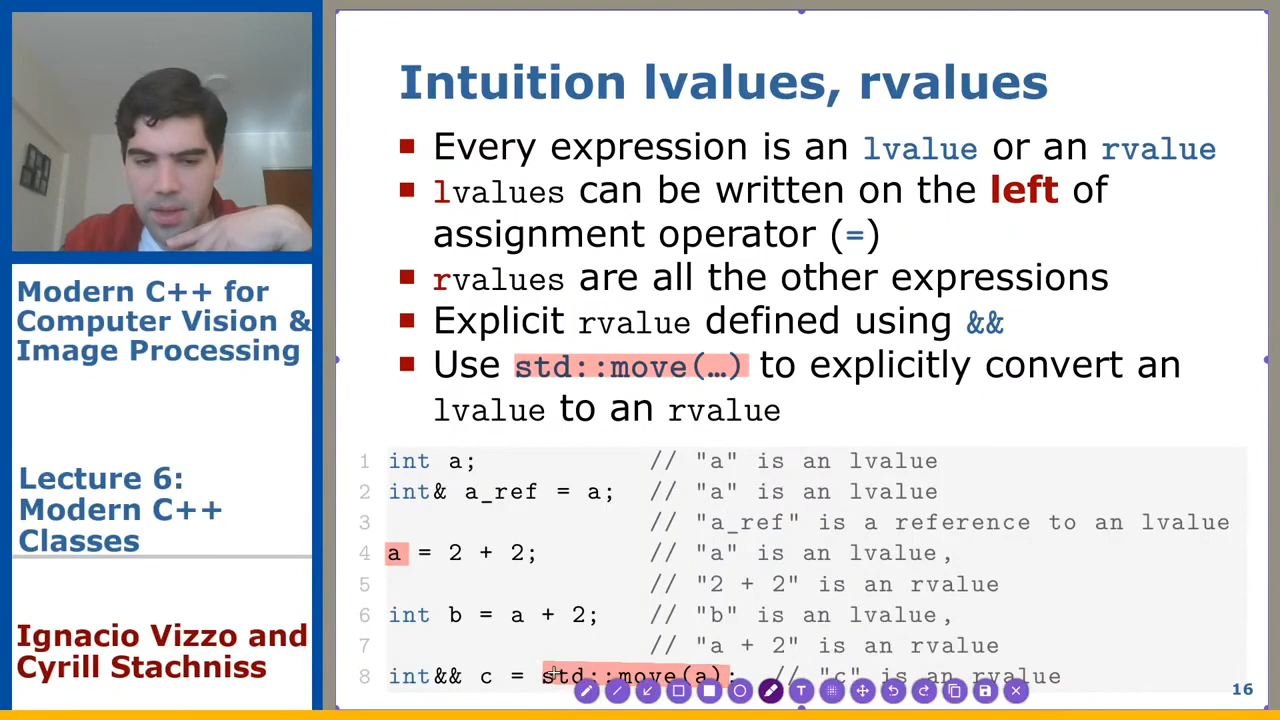 Intuition lvalues, rvalues
Every expression is an lvalue or an rvalue
lvalues can be written on the left of
assignment operator (=)
rvalues are all the other expressions
Explicit rvalue defined using &&
Use std::move(…) to explicitly convert an
lvalue to an rvalue
1 int a; // "a" is an lvalue
2 int& a_ref = a; // "a" is an lvalue
3 // "a_ref" is a reference to an lvalue
4 a = 2 + 2; // "a" is an lvalue,
5 // "2 + 2" is an rvalue
6 int b = a + 2; // "b" is an lvalue,
7 // "a + 2" is an rvalue
8 int&& c = std::move(a); // "c" is an rvalue
16
Modern C++ for
Computer Vision &
Image Processing
Lecture 6:
Modern C++
Classes
Ignacio Vizzo and
Cyrill Stachniss
T